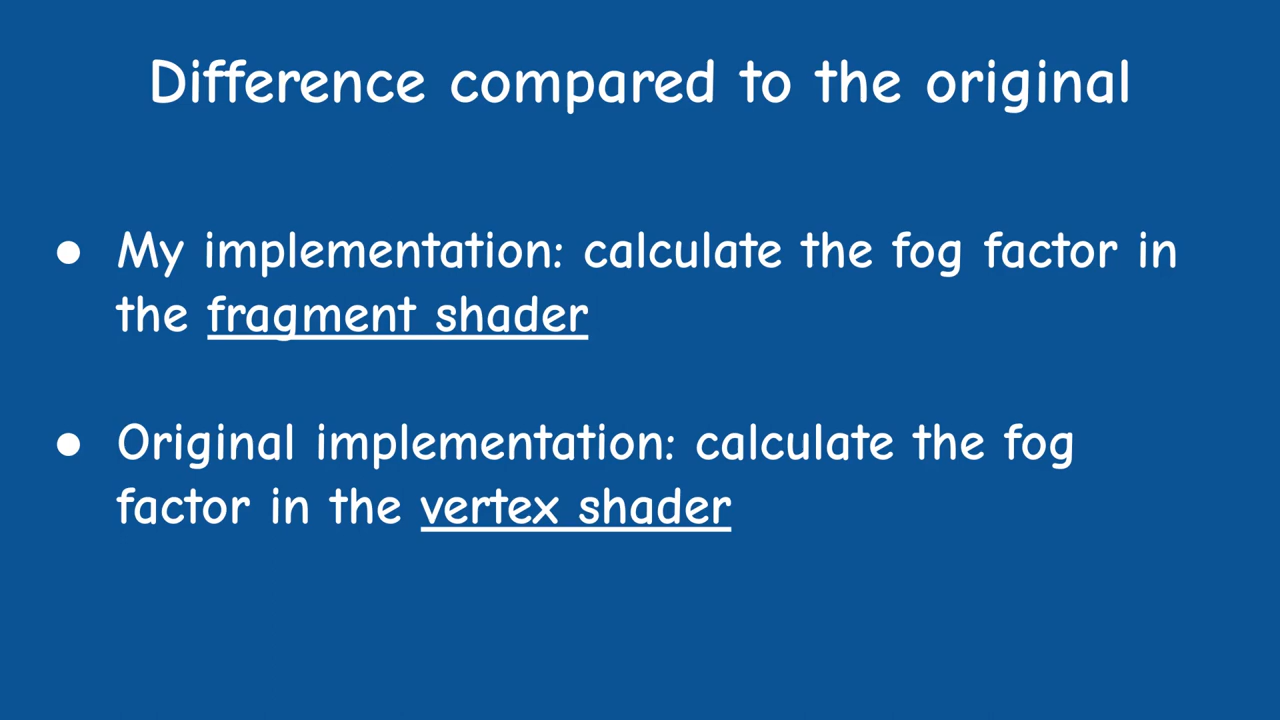 Difference compared to the original
● My implementation: calculate the fog factor in
the fragment shader
● Original implementation: calculate the fog
factor in the vertex shader